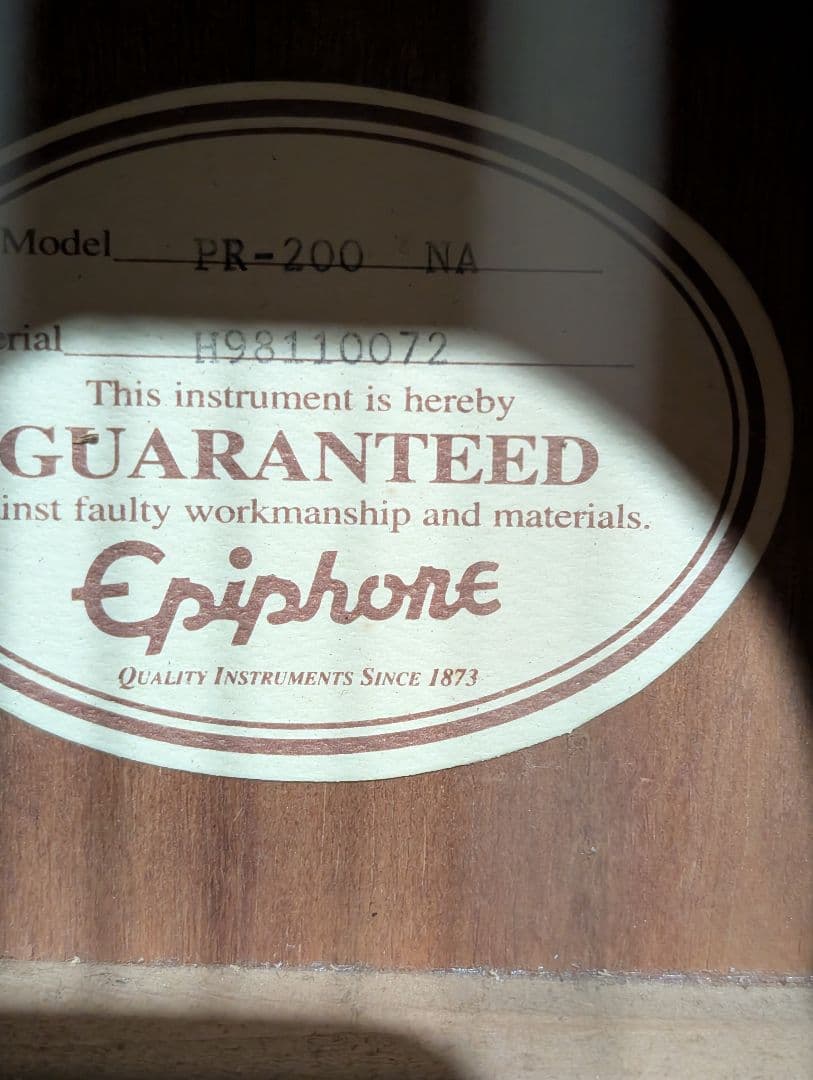 Model PR-200 NA
erial H98110072
This instrument is hereby
GUARANTEED
inst faulty workmanship and materials.
Epiphone
QUALITY INSTRUMENTS SINCE 1873